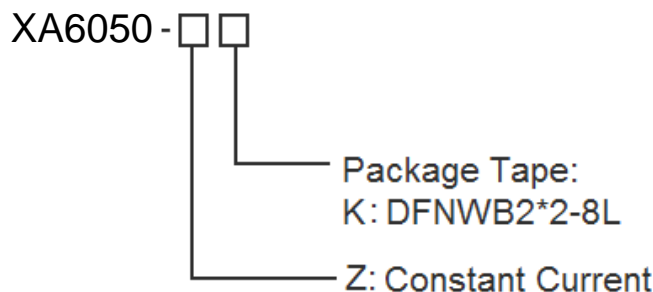 XA6050 - □ □
Package Tape:
K: DFNWB2*2-8L
Z: Constant Current